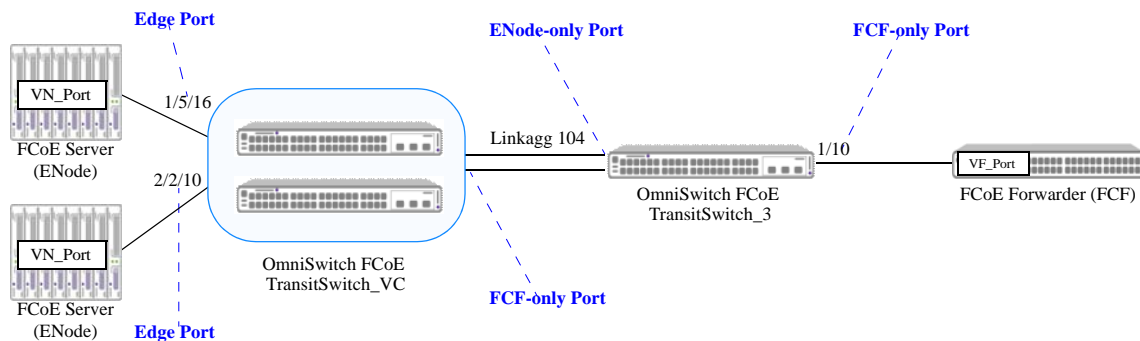 Edge Port
ENode-only Port
FCF-only Port
VN_Port
1/5/16
FCoE Server
(ENode)
Linkagg 104
1/10
VF_Port
OmniSwitch FCoE
TransitSwitch_3
FCoE Forwarder (FCF)
2/2/10
VN_Port
OmniSwitch FCoE
TransitSwitch_VC
FCF-only Port
FCoE Server
(ENode)
Edge Port